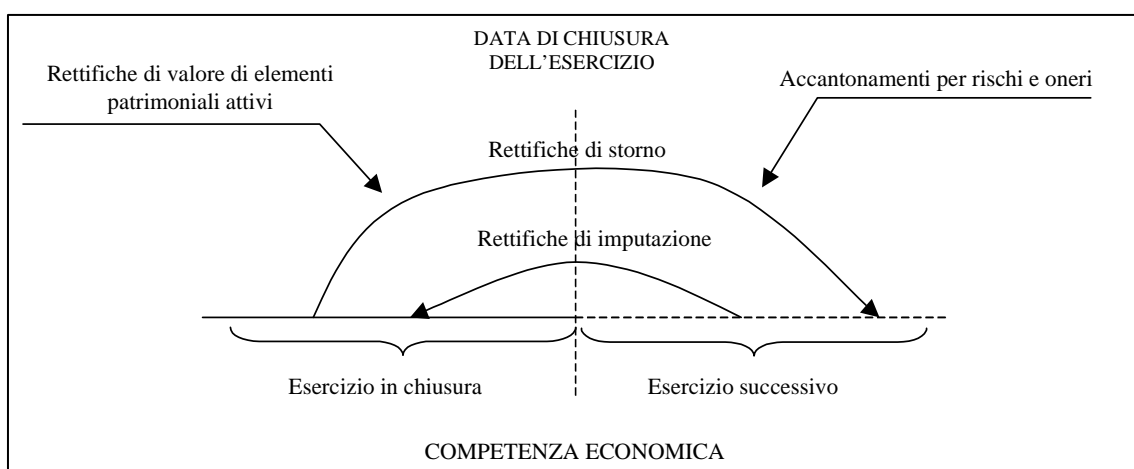 DATA DI CHIUSURA
DELL'ESERCIZIO
Rettifiche di valore di elementi
patrimoniali attivi
Accantonamenti per rischi e oneri
Rettifiche di storno
Rettifiche di imputazione
Esercizio in chiusura
Esercizio successivo
COMPETENZA ECONOMICA